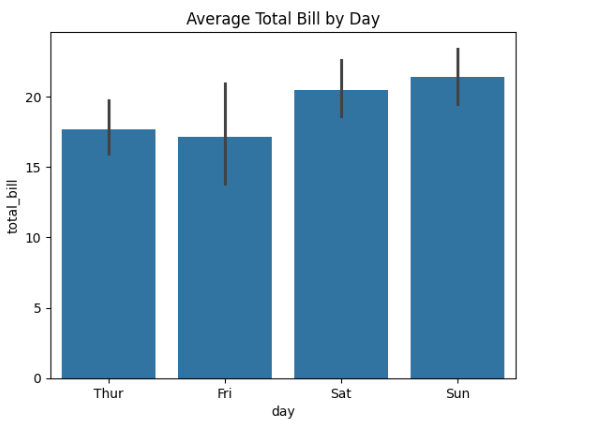 Average Total Bill by Day
total_bill
20
15
10
5
0
Thur Fri Sat Sun
day